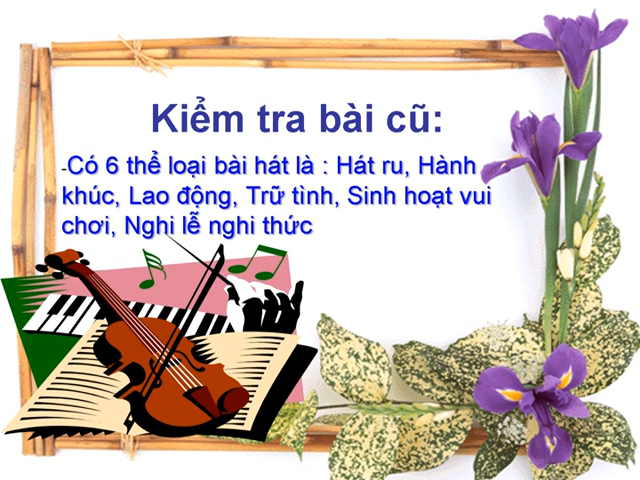 Kiểm tra bài cũ:
-Có 6 thể loại bài hát là : Hát ru, Hành
khúc, Lao động, Trữ tình, Sinh hoạt vui
chơi, Nghi lễ nghi thức